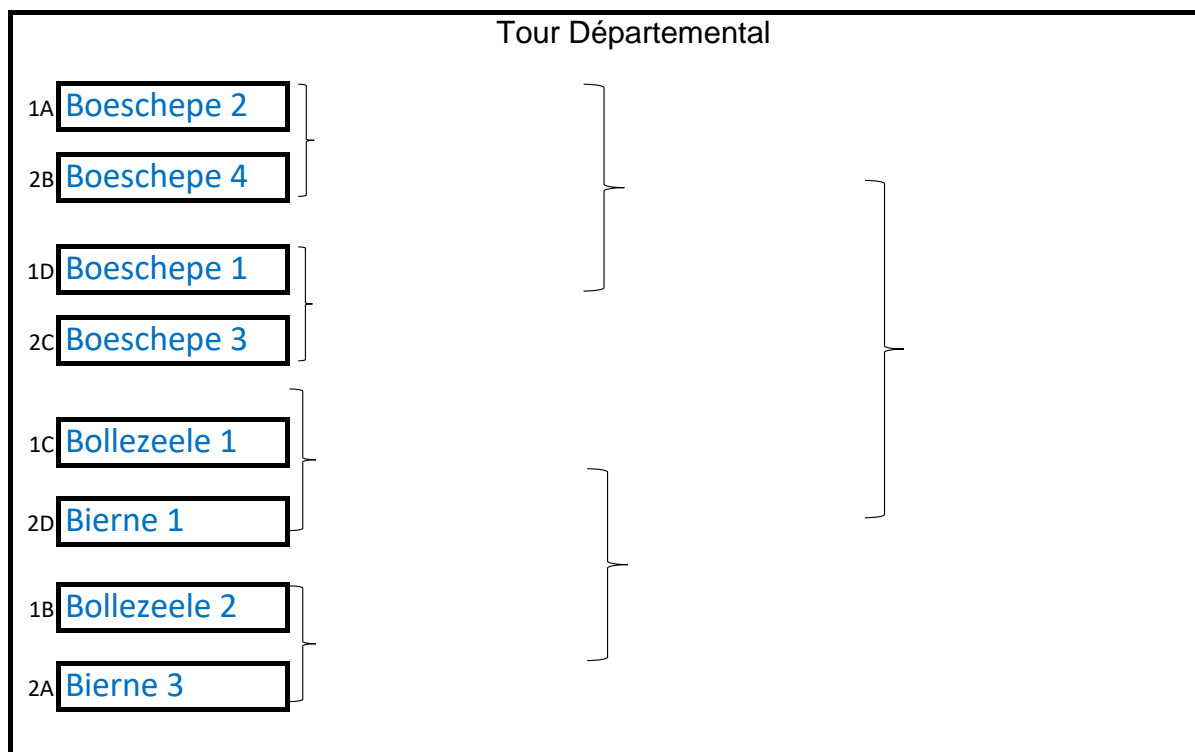 Tour Départemental
1A Boeschepe 2
2B Boeschepe 4
1D Boeschepe 1
2C Boeschepe 3
1C Bollezeele 1
2D Bierne 1
1B Bollezeele 2
2A Bierne 3